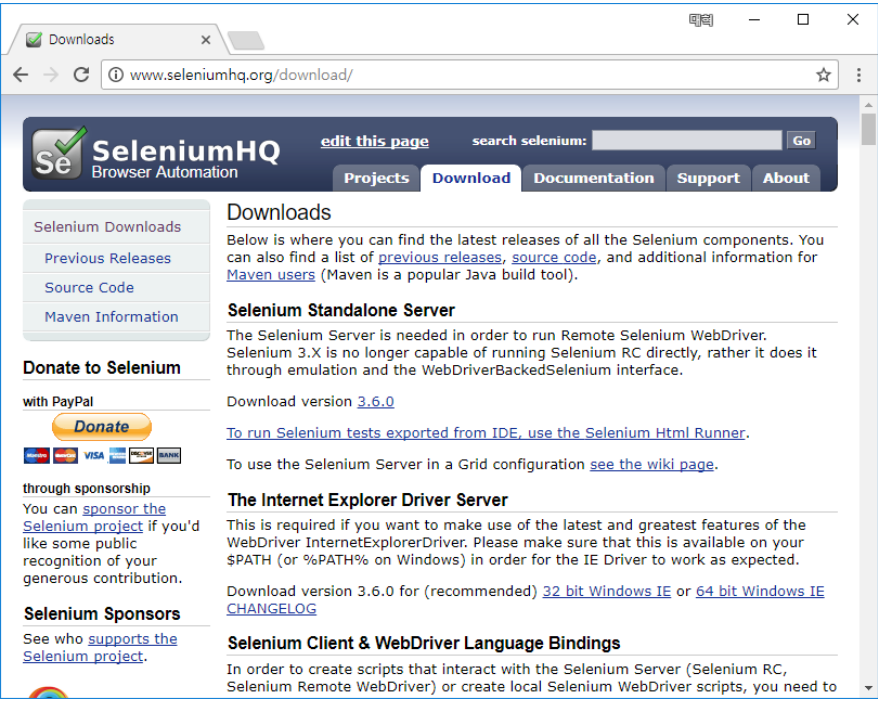 Downloads
www.seleniumhq.org/download/
Se
SeleniumHQ
Browser Automation
edit this page
search selenium:
Go
Projects
Download
Documentation
Support
About
Selenium Downloads
Previous Releases
Source Code
Maven Information
Donate to Selenium
with PayPal
Donate
Maestro
VISA
BANK
through sponsorship
You can sponsor the
Selenium project if you'd
like some public
recognition of your
generous contribution.
Selenium Sponsors
See who supports the
Selenium project.
Downloads
Below is where you can find the latest releases of all the Selenium components. You
can also find a list of previous releases, source code, and additional information for
Maven users (Maven is a popular Java build tool).
Selenium Standalone Server
The Selenium Server is needed in order to run Remote Selenium WebDriver.
Selenium 3.X is no longer capable of running Selenium RC directly, rather it does it
through emulation and the WebDriverBackedSelenium interface.
Download version 3.6.0
To run Selenium tests exported from IDE, use the Selenium Html Runner.
To use the Selenium Server in a Grid configuration see the wiki page.
The Internet Explorer Driver Server
This is required if you want to make use of the latest and greatest features of the
WebDriver InternetExplorerDriver. Please make sure that this is available on your
$PATH (or %PATH% on Windows) in order for the IE Driver to work as expected.
Download version 3.6.0 for (recommended) 32 bit Windows IE or 64 bit Windows IE
CHANGELOG
Selenium Client & WebDriver Language Bindings
In order to create scripts that interact with the Selenium Server (Selenium RC,
Selenium Remote WebDriver) or create local Selenium WebDriver scripts, you need to